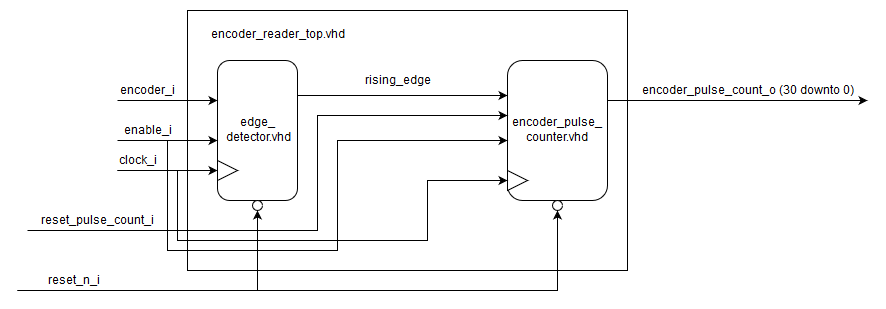 encoder_reader_top.vhd
encoder_i
rising_edge
encoder_pulse_count_o (30 downto 0)
enable_i
edge_
detector.vhd
encoder_pulse_
counter.vhd
clock_i
reset_pulse_count_i
reset_n_i